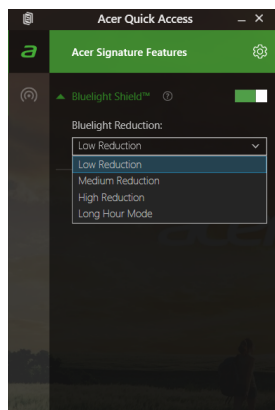 Acer Quick Access
a
Acer Signature Features
Bluelight Shield™ ?
Bluelight Reduction:
Low Reduction
Low Reduction
Medium Reduction
High Reduction
Long Hour Mode
acer